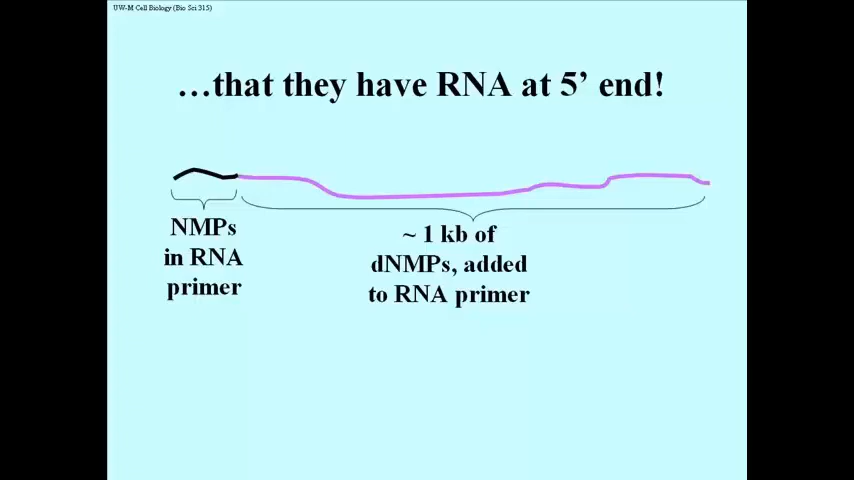 UW-M Cell Biology (Bio Sci 315)
…that they have RNA at 5’ end!
NMPs
in RNA
primer
~ 1 kb of
dNMPs, added
to RNA primer